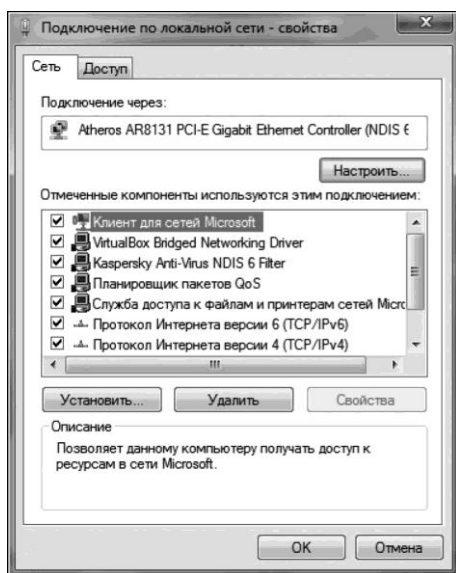 Подключение по локальной сети - свойства
Сеть
Доступ
Подключение через:
Atheros AR8131 PCI-E Gigabit Ethernet Controller (NDIS 6
Настроить...
Отмеченные компоненты используются этим подключением:
Клиент для сетей Microsoft
VirtualBox Bridged Networking Driver
Kaspersky Anti-Virus NDIS 6 Filter
Планировщик пакетов QoS
Служба доступа к файлам и принтерам сетей Micro
Протокол Интернета версии 6 (TCP/IPv6)
Протокол Интернета версии 4 (TCP/IPv4)
Установить...
Удалить
Свойства
Описание
Позволяет данному компьютеру получать доступ к
ресурсам в сети Microsoft.
OK
Отмена